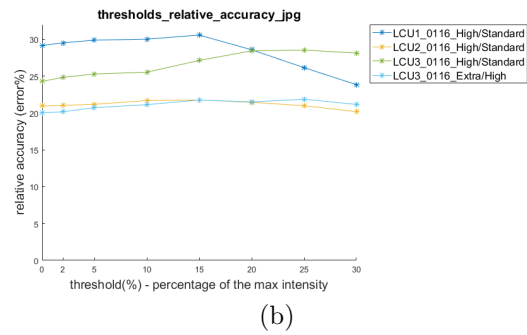 thresholds_relative_accuracy_jpg
LCU1_0116_High/Standard
LCU2_0116_High/Standard
LCU3_0116_High/Standard
LCU3_0116_Extra/High
relative accuracy (error%)
30
25
20
15
10
5
0
0 2 5 10 15 20 25 30
threshold(%) - percentage of the max intensity
(b)